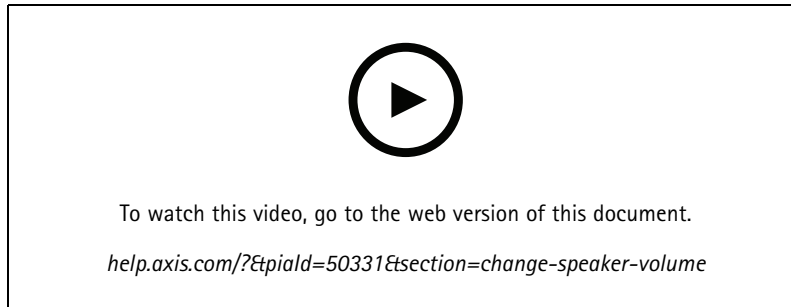 To watch this video, go to the web version of this document.
help.axis.com/?&piaId=50331&section=change-speaker-volume